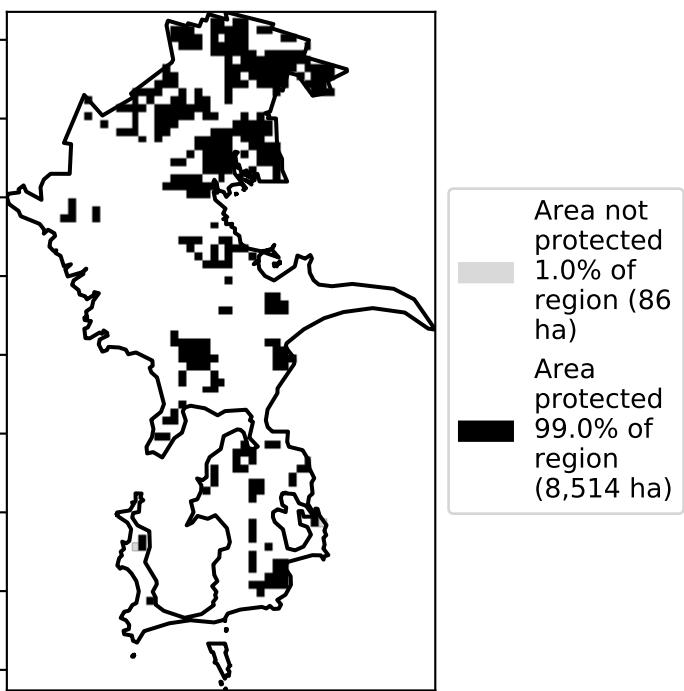 Area not
protected
1.0% of
region (86
ha)
Area
protected
99.0% of
region
(8,514 ha)